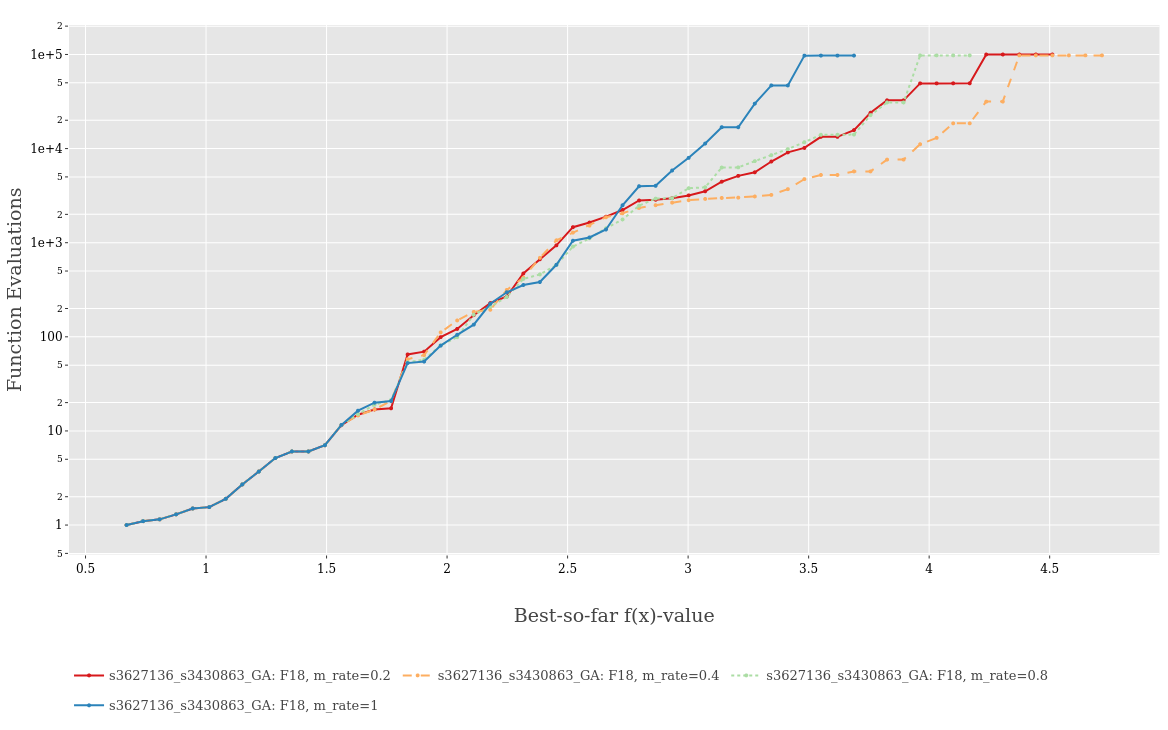 2
1e+5
5
2
1e+4
5
2
1e+3
5
2
100
5
2
10
5
2
1
5
Function Evaluations
0.5 1 1.5 2 2.5 3 3.5 4 4.5
Best-so-far f(x)-value
s3627136_s3430863_GA: F18, m_rate=0.2 s3627136_s3430863_GA: F18, m_rate=0.4 s3627136_s3430863_GA: F18, m_rate=0.8
s3627136_s3430863_GA: F18, m_rate=1